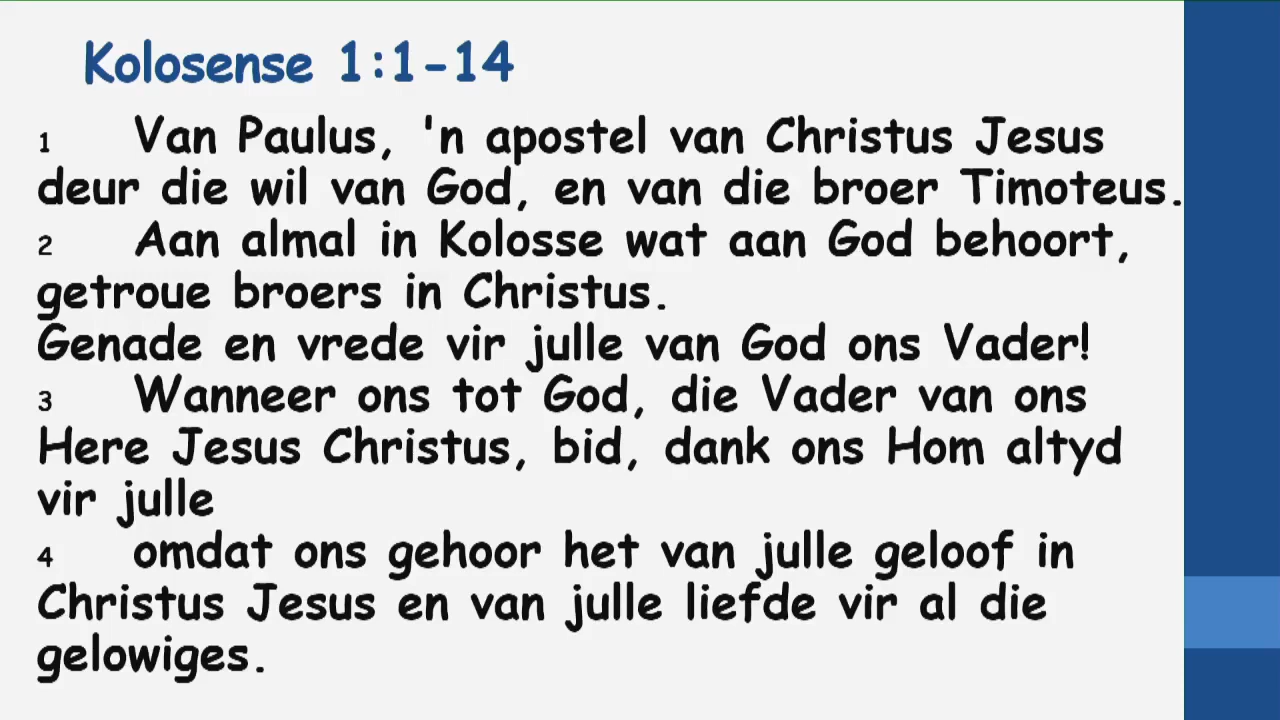 Kolosense 1:1-14
1 Van Paulus, 'n apostel van Christus Jesus
deur die wil van God, en van die broer Timoteus.
2 Aan almal in Kolosse wat aan God behoort,
getroue broers in Christus.
Genade en vrede vir julle van God ons Vader!
3 Wanneer ons tot God, die Vader van ons
Here Jesus Christus, bid, dank ons Hom altyd
vir julle
4 omdat ons gehoor het van julle geloof in
Christus Jesus en van julle liefde vir al die
gelowiges.